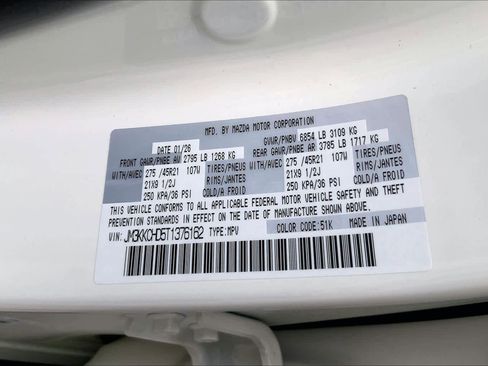 MFD. BY MAZDA MOTOR CORPORATION
DATE 01/26 GVWR/PNBV 6854 LB 3109 KG
FRONT GAWR/PNBE AV 2795 LB 1268 KG REAR GAWR/PNBE AR 3785 LB 1717 KG
WITH/AVEC 275 /45R21 107W TIRES/PNEUS WITH/AVEC 275 /45R21 107W TIRES/PNEUS
21X9 1/2J RIMS/JANTES 21X9 1/2J RIMS/JANTES
250 KPA/36 PSI COLD/A FROID 250 KPA/36 PSI COLD/A FROID
THIS VEHICLE CONFORMS TO ALL APPLICABLE FEDERAL MOTOR VEHICLE SAFETY, BUMPER, AND THEFT
PREVENTION STANDARDS IN EFFECT ON THE DATE OF MANUFACTURE SHOWN ABOVE.
VIN: JM3KKCHD5T1376162 TYPE: MPV COLOR CODE: 51K MADE IN JAPAN